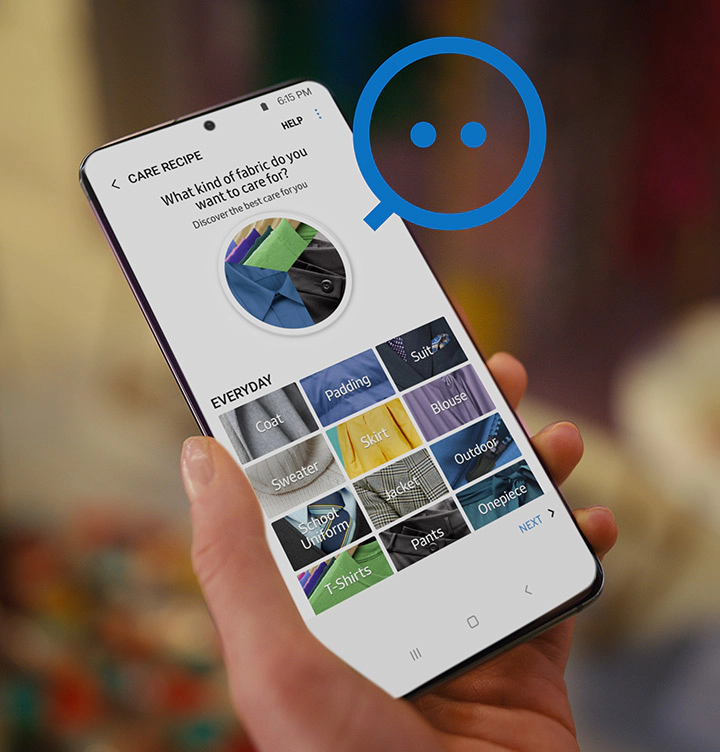 6:15 PM
HELP
CARE RECIPE
What kind of fabric do you
want to care for?
Discover the best care for you
EVERYDAY
Coat
Padding
Suit
Sweater
Skirt
Blouse
School
Uniform
Jacket
Outdoor
T-Shirts
Pants
Onepiece
NEXT